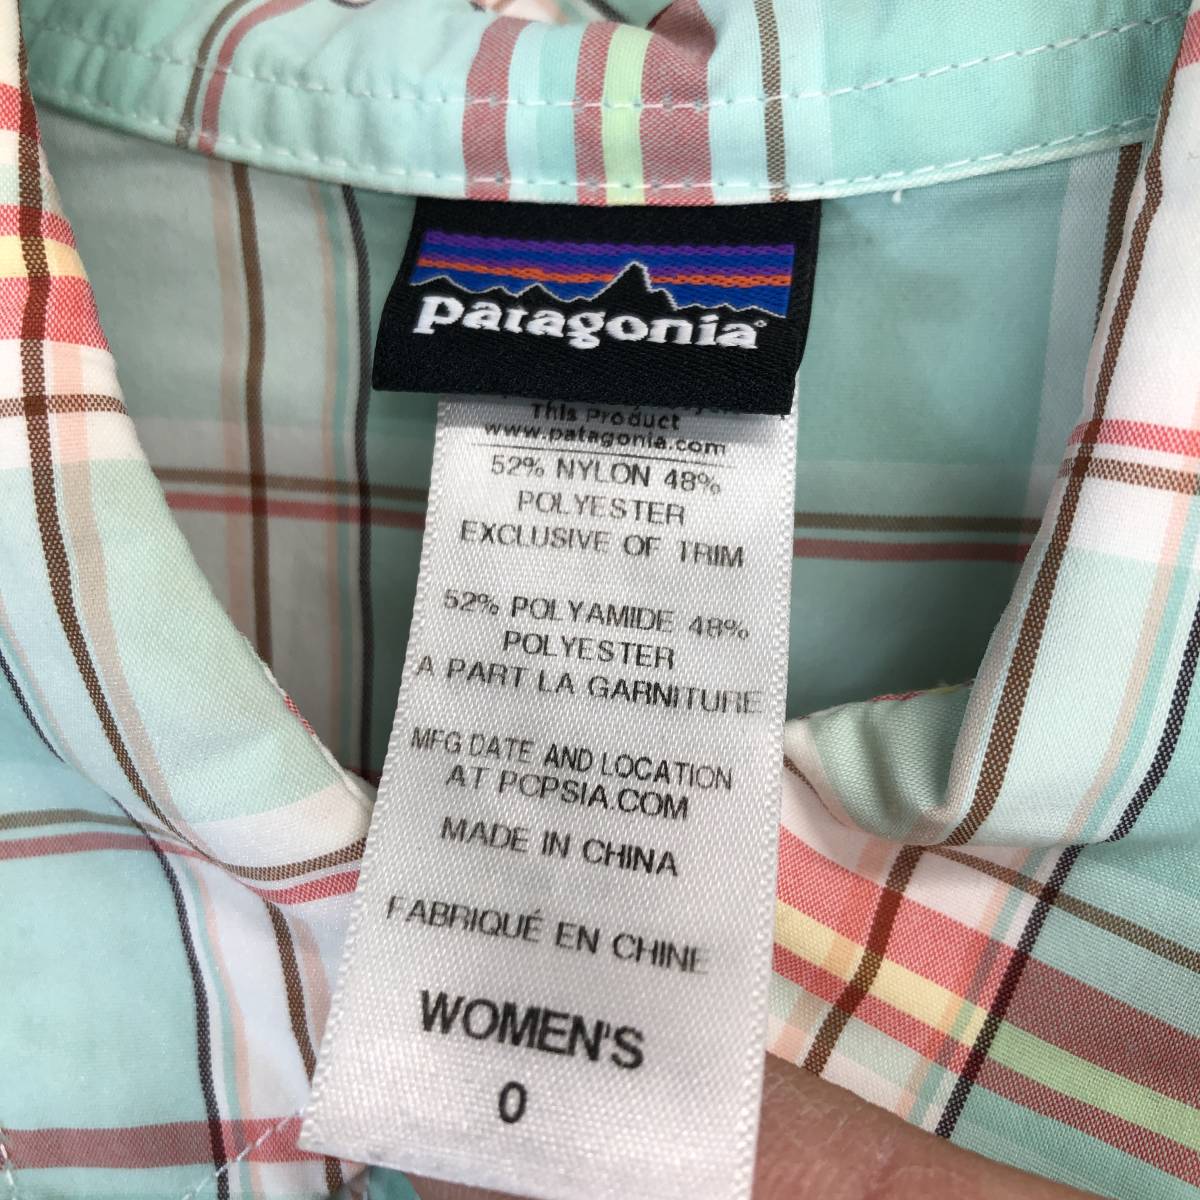 patagonia®
This Product
www.patagonia.com
52% NYLON 48%
POLYESTER
EXCLUSIVE OF TRIM
52% POLYAMIDE 48%
POLYESTER
A PART LA GARNITURE
MFG DATE AND LOCATION
AT PCPSIA.COM
MADE IN CHINA
FABRIQUÉ EN CHINE
WOMEN'S
0